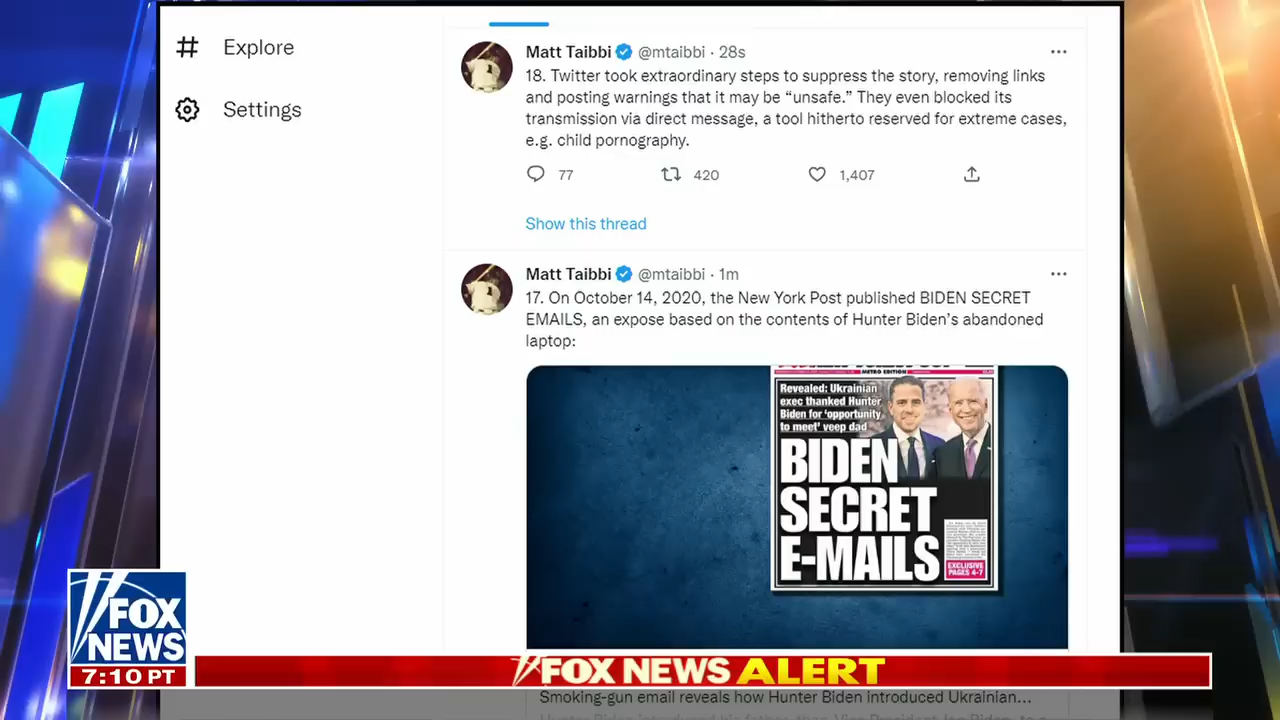 Explore
Settings
Matt Taibbi @mtaibbi · 28s
18. Twitter took extraordinary steps to suppress the story, removing links
and posting warnings that it may be “unsafe.” They even blocked its
transmission via direct message, a tool hitherto reserved for extreme cases,
e.g. child pornography.
77 420 1,407
Show this thread
Matt Taibbi @mtaibbi · 1m
17. On October 14, 2020, the New York Post published BIDEN SECRET
EMAILS, an expose based on the contents of Hunter Biden’s abandoned
laptop:
METRO EDITION
Revealed: Ukrainian
exec thanked Hunter
Biden for ‘opportunity
to meet’ veep dad
BIDEN
SECRET
E-MAILS
EXCLUSIVE
PAGES 4-7
FOX
NEWS
7:10 PT
FOX NEWS ALERT
Smoking-gun email reveals how Hunter Biden introduced Ukrainian...